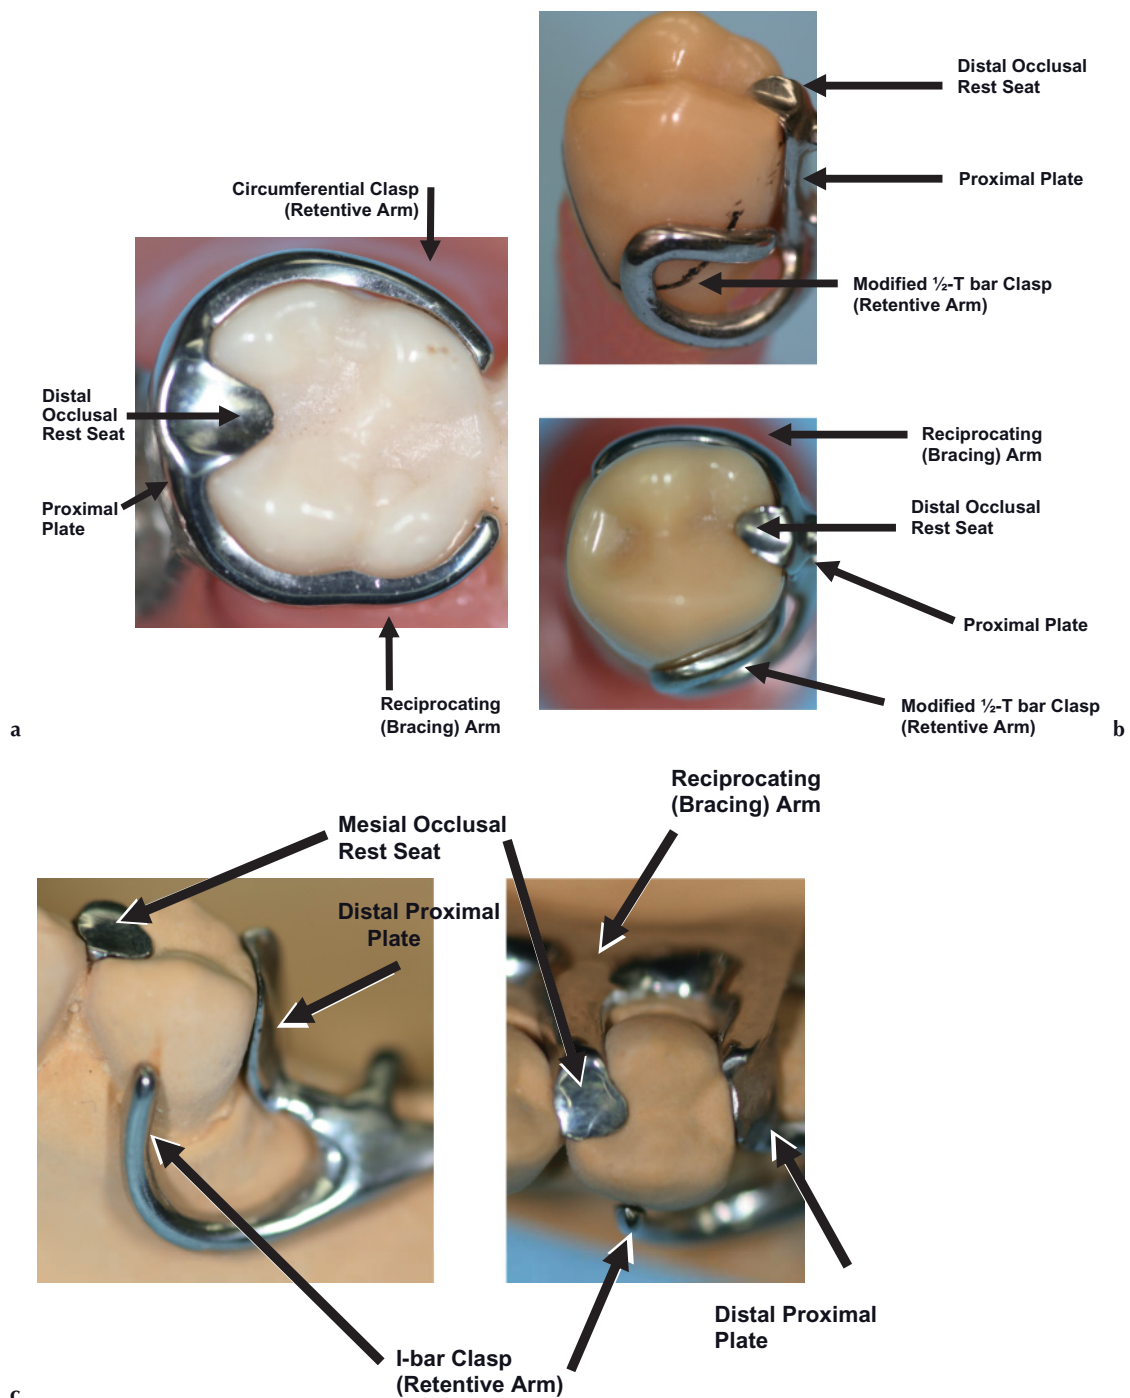 Circumferential Clasp
(Retentive Arm)
Distal
Occlusal
Rest Seat
Proximal
Plate
Reciprocating
(Bracing) Arm
a
Distal Occlusal
Rest Seat
Proximal Plate
Modified ½-T bar Clasp
(Retentive Arm)
Reciprocating
(Bracing) Arm
Distal Occlusal
Rest Seat
Proximal Plate
Modified ½-T bar Clasp
(Retentive Arm)
b
Reciprocating
(Bracing) Arm
Mesial Occlusal
Rest Seat
Distal Proximal
Plate
Distal Proximal
Plate
I-bar Clasp
(Retentive Arm)
c